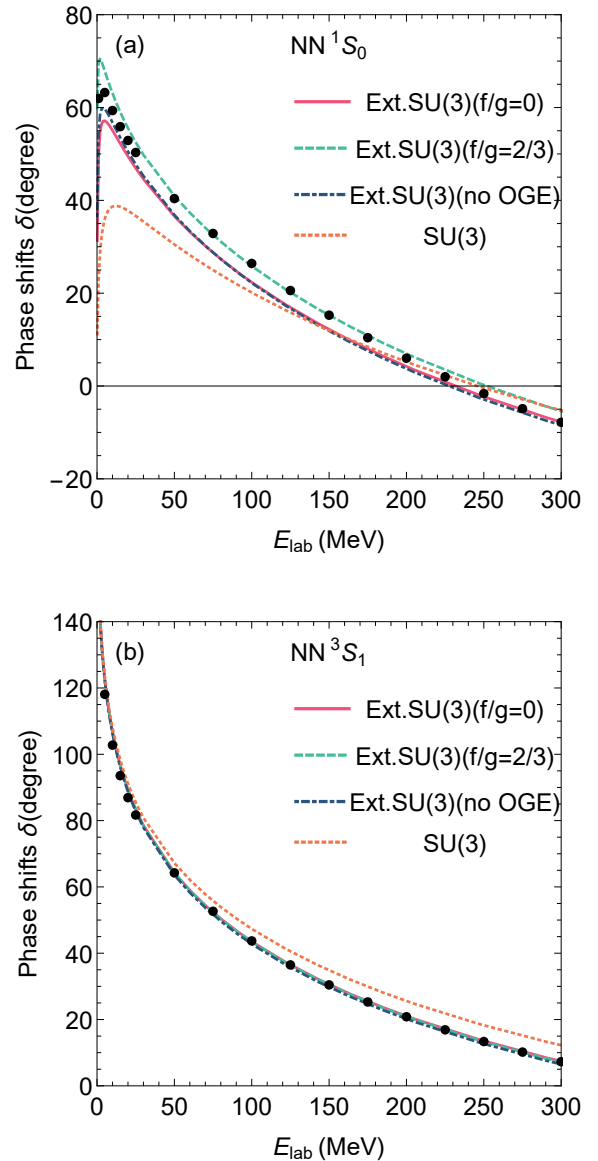 (a) NN ¹S₀
Ext.SU(3)(f/g=0)
Ext.SU(3)(f/g=2/3)
Ext.SU(3)(no OGE)
SU(3)
Phase shifts δ(degree)
80
60
40
20
0
−20
0 50 100 150 200 250 300
E_lab (MeV)
(b) NN ³S₁
Ext.SU(3)(f/g=0)
Ext.SU(3)(f/g=2/3)
Ext.SU(3)(no OGE)
SU(3)
Phase shifts δ(degree)
140
120
100
80
60
40
20
0
0 50 100 150 200 250 300
E_lab (MeV)